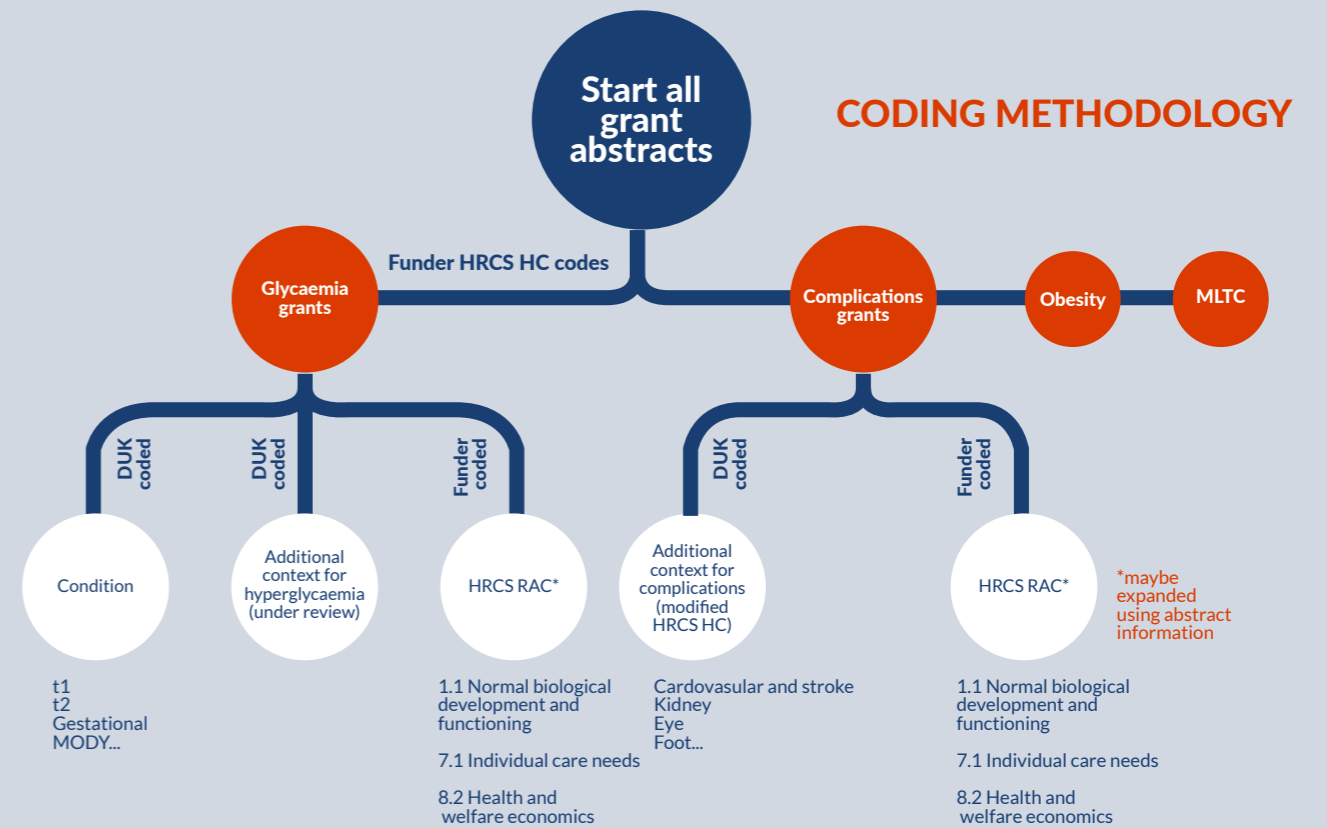 Start all
grant
abstracts
CODING METHODOLOGY
Funder HRCS HC codes
Glycaemia
grants
Complications
grants
Obesity
MLTC
DUK
coded
DUK
coded
Funder
coded
DUK
coded
Funder
coded
Condition
Additional
context for
hyperglycaemia
(under review)
HRCS RAC*
Additional
context for
complications
(modified
HRCS HC)
HRCS RAC*
*maybe
expanded
using abstract
information
t1
t2
Gestational
MODY...
1.1 Normal biological
development and
functioning
7.1 Individual care needs
8.2 Health and
welfare economics
Cardovasular and stroke
Kidney
Eye
Foot...
1.1 Normal biological
development and
functioning
7.1 Individual care needs
8.2 Health and
welfare economics